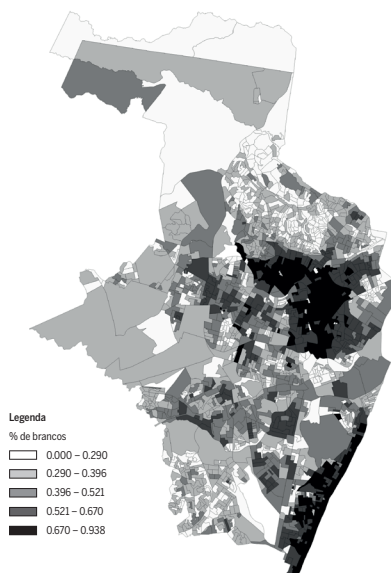 Legenda
% de brancos
0.000 – 0.290
0.290 – 0.396
0.396 – 0.521
0.521 – 0.670
0.670 – 0.938